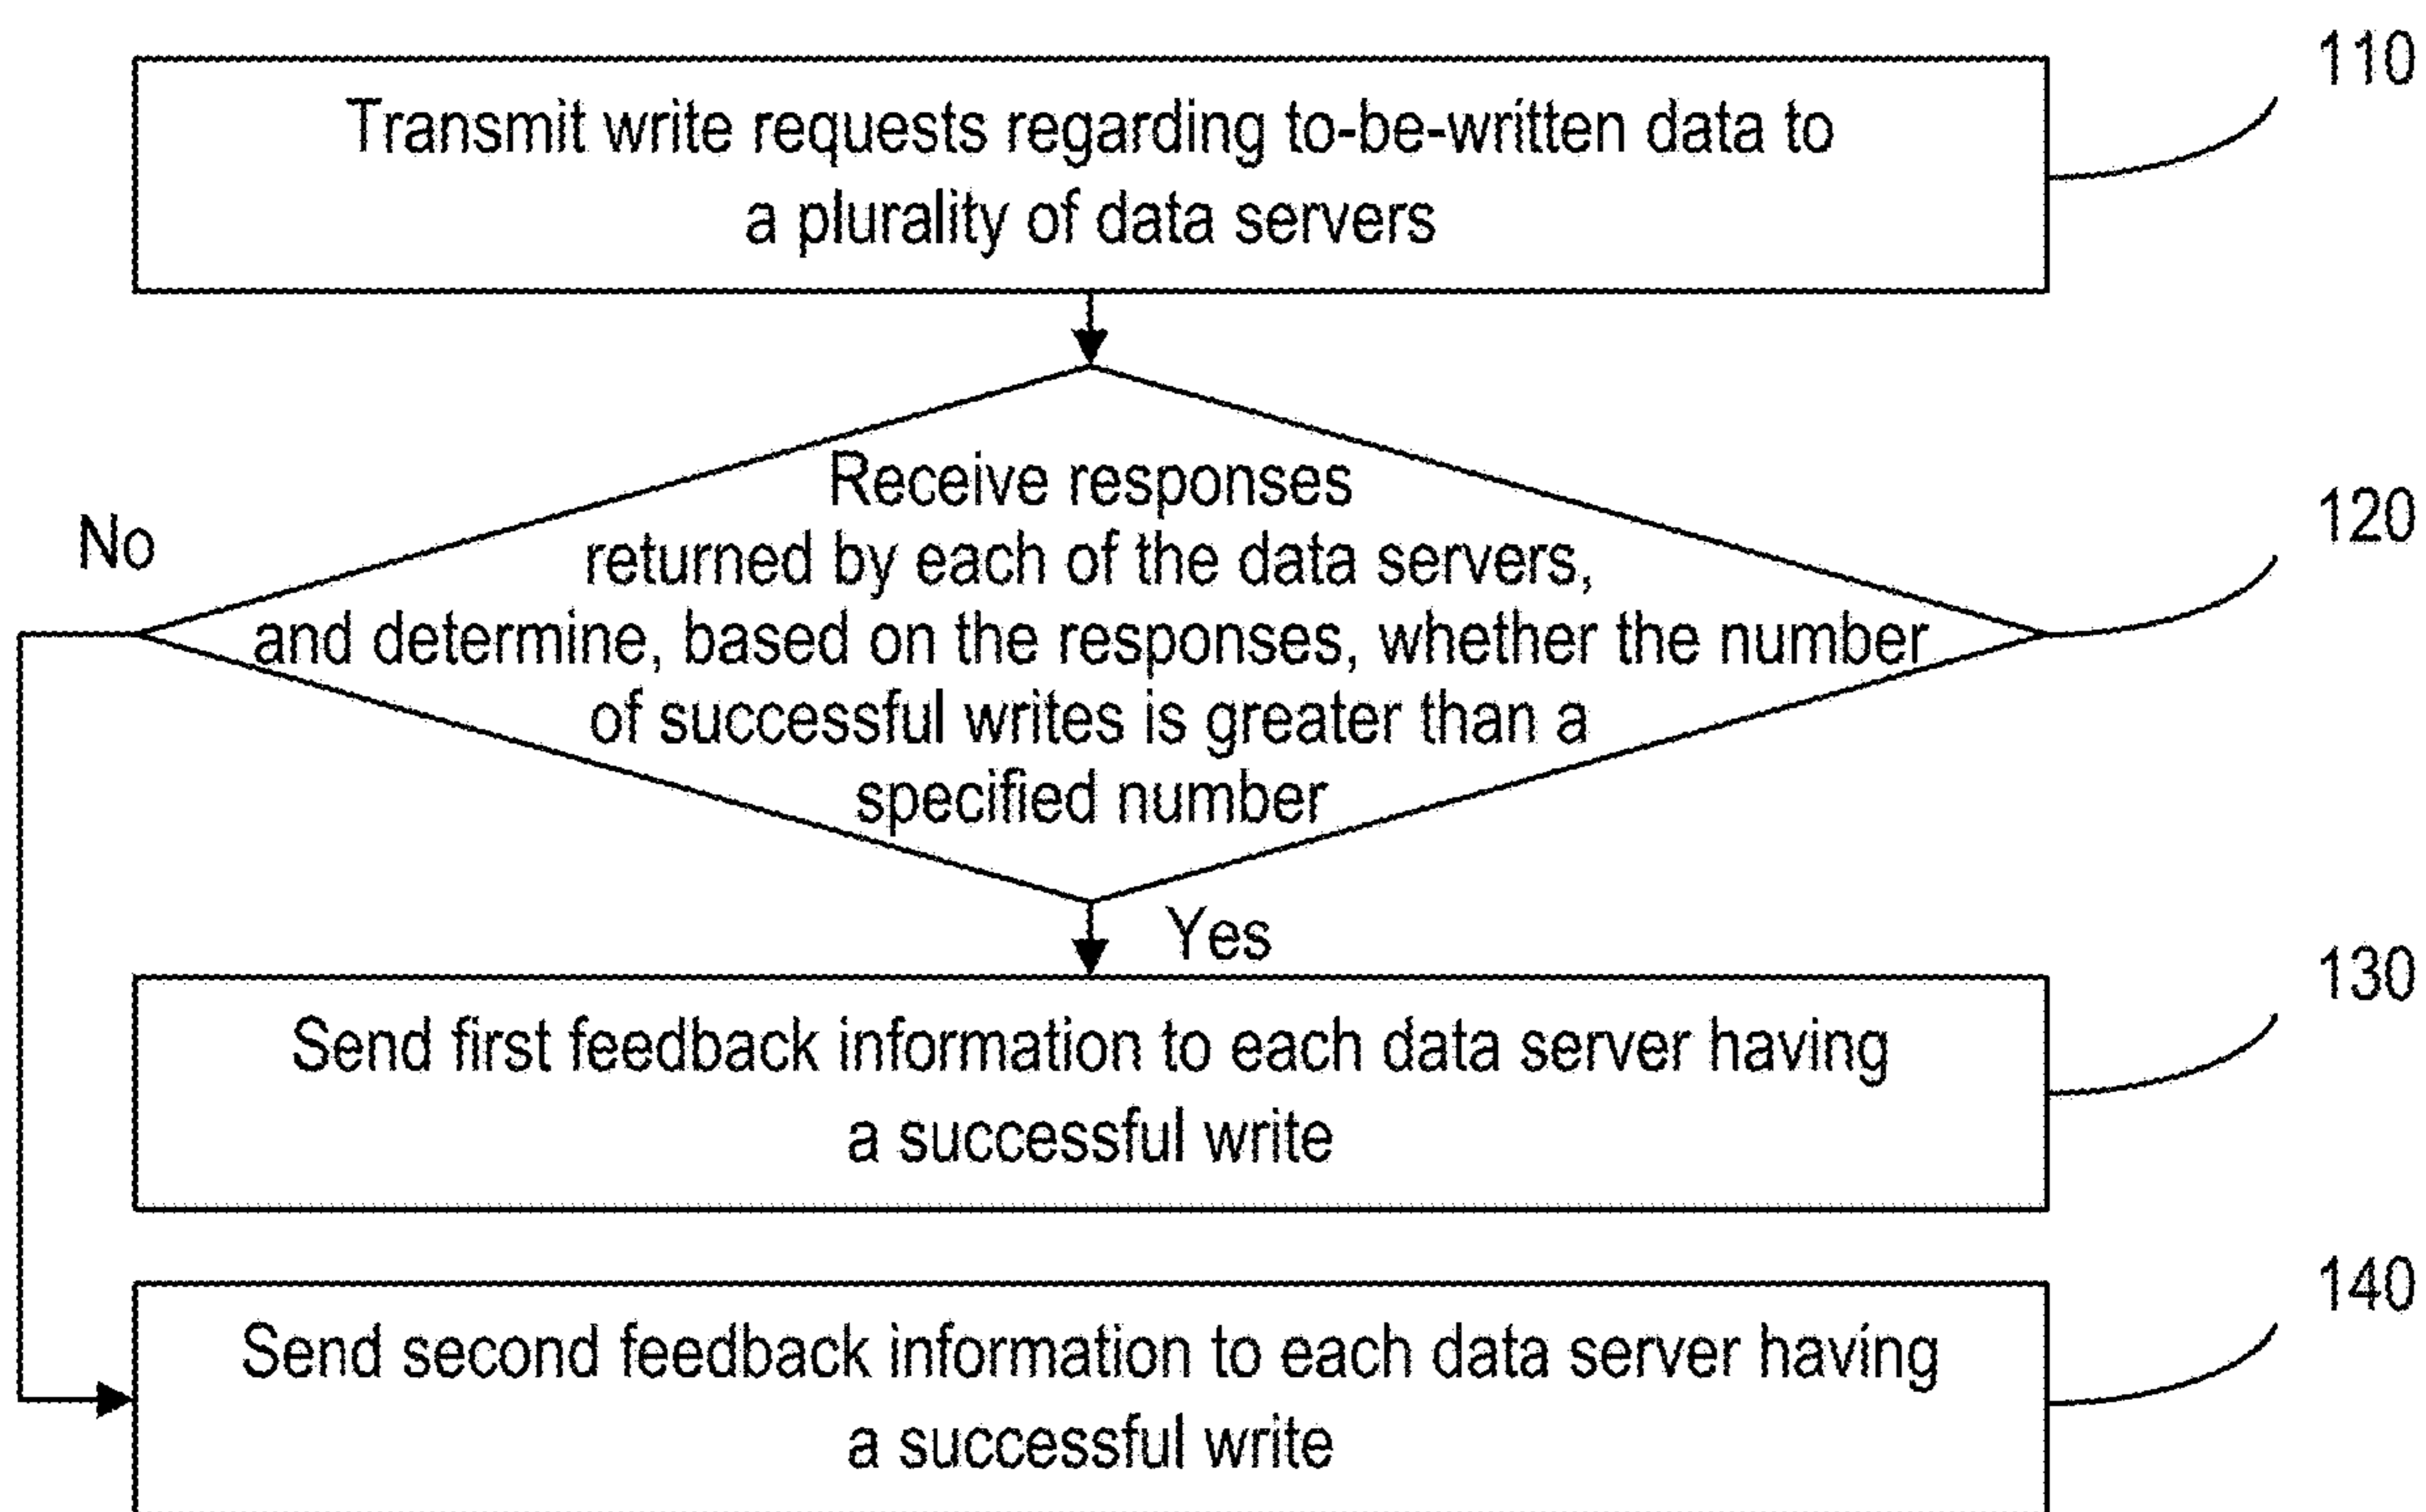 110
Transmit write requests regarding to-be-written data to
a plurality of data servers
120
No
Receive responses
returned by each of the data servers,
and determine, based on the responses, whether the number
of successful writes is greater than a
specified number
Yes
130
Send first feedback information to each data server having
a successful write
140
Send second feedback information to each data server having
a successful write